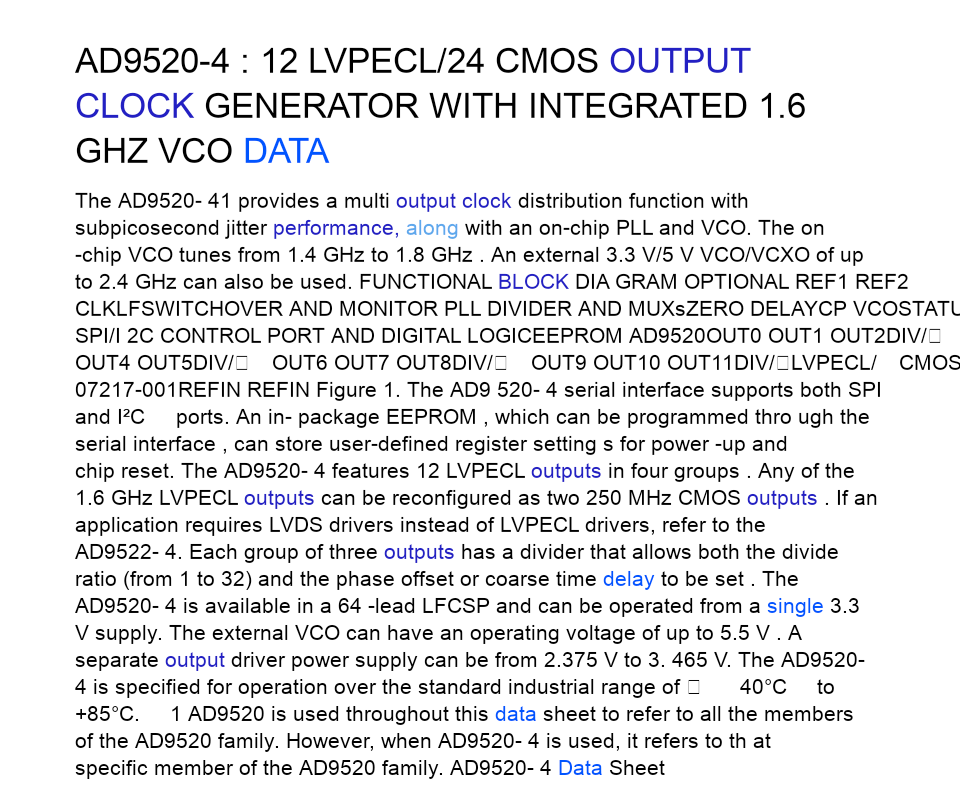 AD9520-4 : 12 LVPECL/24 CMOS OUTPUT
CLOCK GENERATOR WITH INTEGRATED 1.6
GHZ VCO DATA
The AD9520- 41 provides a multi output clock distribution function with
subpicosecond jitter performance, along with an on-chip PLL and VCO. The on
-chip VCO tunes from 1.4 GHz to 1.8 GHz . An external 3.3 V/5 V VCO/VCXO of up
to 2.4 GHz can also be used. FUNCTIONAL BLOCK DIA GRAM OPTIONAL REF1 REF2
CLKLFSWITCHOVER AND MONITOR PLL DIVIDER AND MUXsZERO DELAYCP VCOSTATU
SPI/I 2C CONTROL PORT AND DIGITAL LOGICEEPROM AD9520OUT0 OUT1 OUT2DIV/□
OUT4 OUT5DIV/□ OUT6 OUT7 OUT8DIV/□ OUT9 OUT10 OUT11DIV/□LVPECL/ CMOS
07217-001REFIN REFIN Figure 1. The AD9 520- 4 serial interface supports both SPI
and I²C ports. An in- package EEPROM , which can be programmed thro ugh the
serial interface , can store user-defined register setting s for power -up and
chip reset. The AD9520- 4 features 12 LVPECL outputs in four groups . Any of the
1.6 GHz LVPECL outputs can be reconfigured as two 250 MHz CMOS outputs . If an
application requires LVDS drivers instead of LVPECL drivers, refer to the
AD9522- 4. Each group of three outputs has a divider that allows both the divide
ratio (from 1 to 32) and the phase offset or coarse time delay to be set . The
AD9520- 4 is available in a 64 -lead LFCSP and can be operated from a single 3.3
V supply. The external VCO can have an operating voltage of up to 5.5 V . A
separate output driver power supply can be from 2.375 V to 3. 465 V. The AD9520-
4 is specified for operation over the standard industrial range of □ 40°C to
+85°C. 1 AD9520 is used throughout this data sheet to refer to all the members
of the AD9520 family. However, when AD9520- 4 is used, it refers to th at
specific member of the AD9520 family. AD9520- 4 Data Sheet